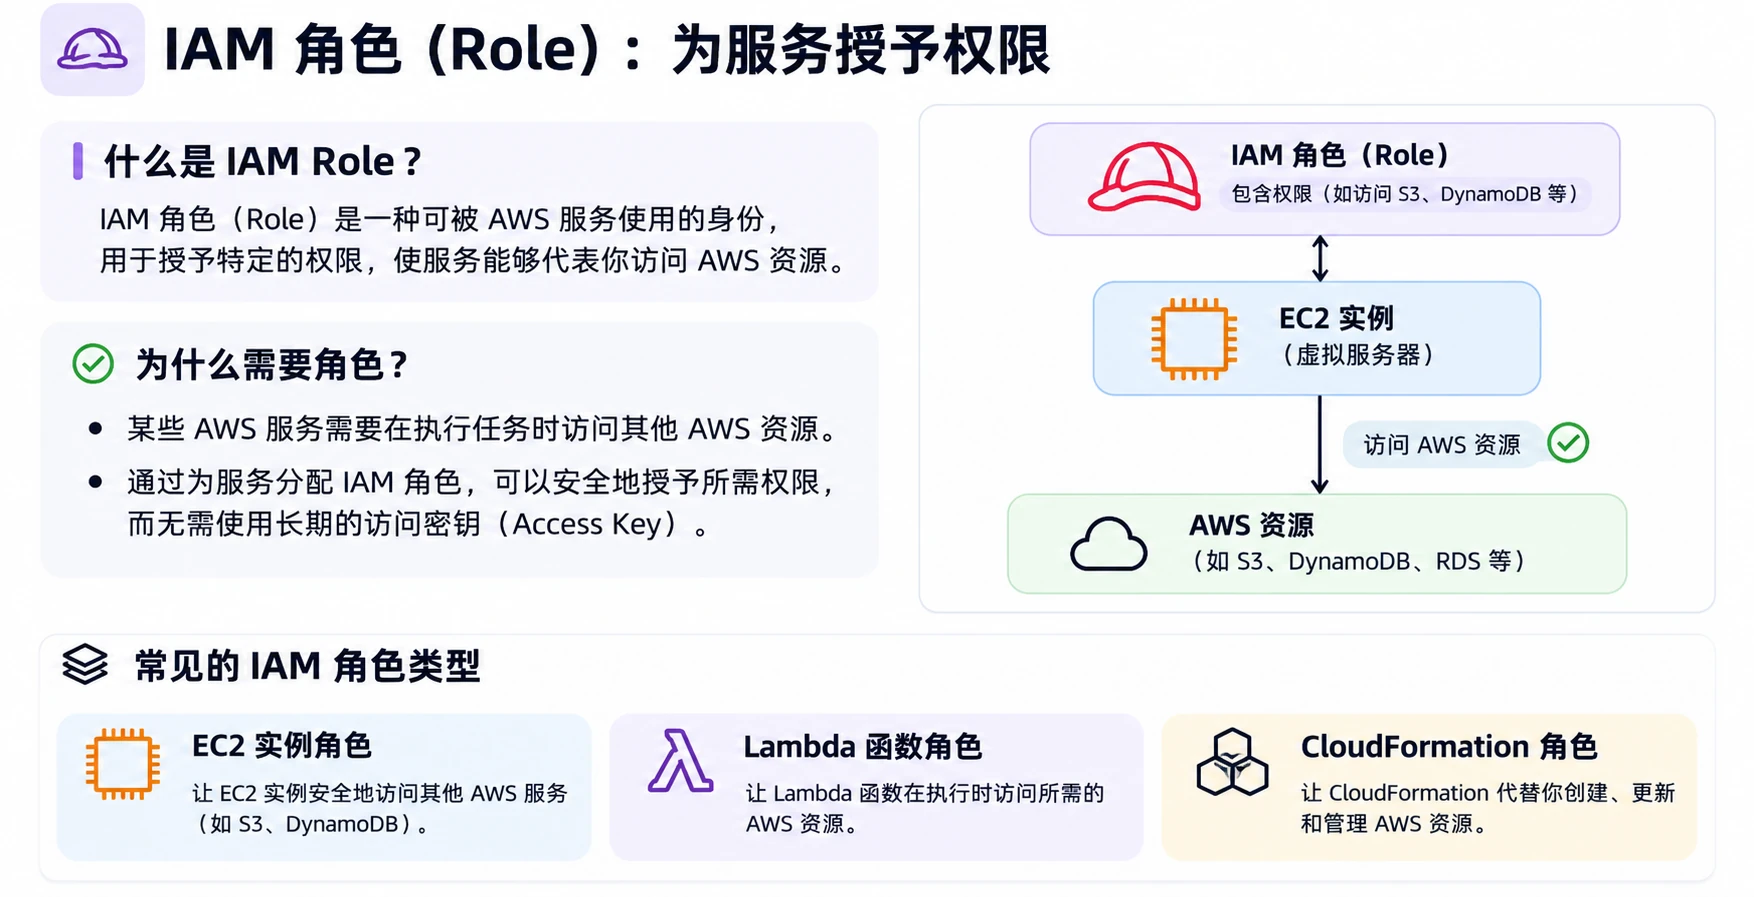 IAM 角色（Role）：为服务授予权限
什么是 IAM Role？
IAM 角色（Role）是一种可被 AWS 服务使用的身份，
用于授予特定的权限，使服务能够代表你访问 AWS 资源。
为什么需要角色？
• 某些 AWS 服务需要在执行任务时访问其他 AWS 资源。
• 通过为服务分配 IAM 角色，可以安全地授予所需权限，
而无需使用长期的访问密钥（Access Key）。
IAM 角色（Role）
包含权限（如访问 S3、DynamoDB 等）
EC2 实例
（虚拟服务器）
访问 AWS 资源
AWS 资源
（如 S3、DynamoDB、RDS 等）
常见的 IAM 角色类型
EC2 实例角色
让 EC2 实例安全地访问其他 AWS 服务
（如 S3、DynamoDB）。
Lambda 函数角色
让 Lambda 函数在执行时访问所需的
AWS 资源。
CloudFormation 角色
让 CloudFormation 代替你创建、更新
和管理 AWS 资源。